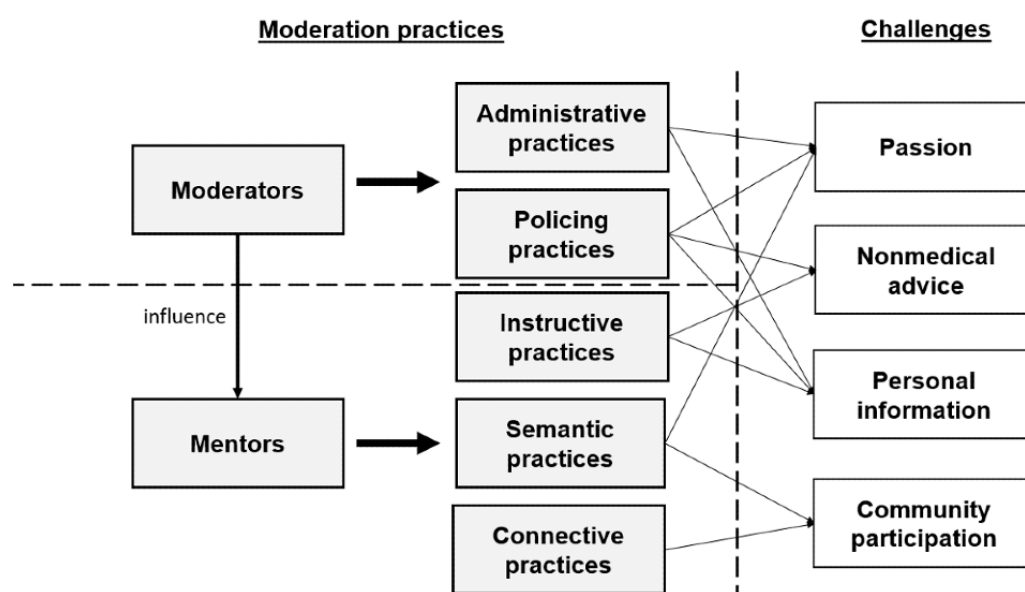 Moderation practices
Challenges
Administrative
practices
Passion
Moderators
Policing
practices
Nonmedical
advice
influence
Instructive
practices
Personal
information
Mentors
Semantic
practices
Community
participation
Connective
practices